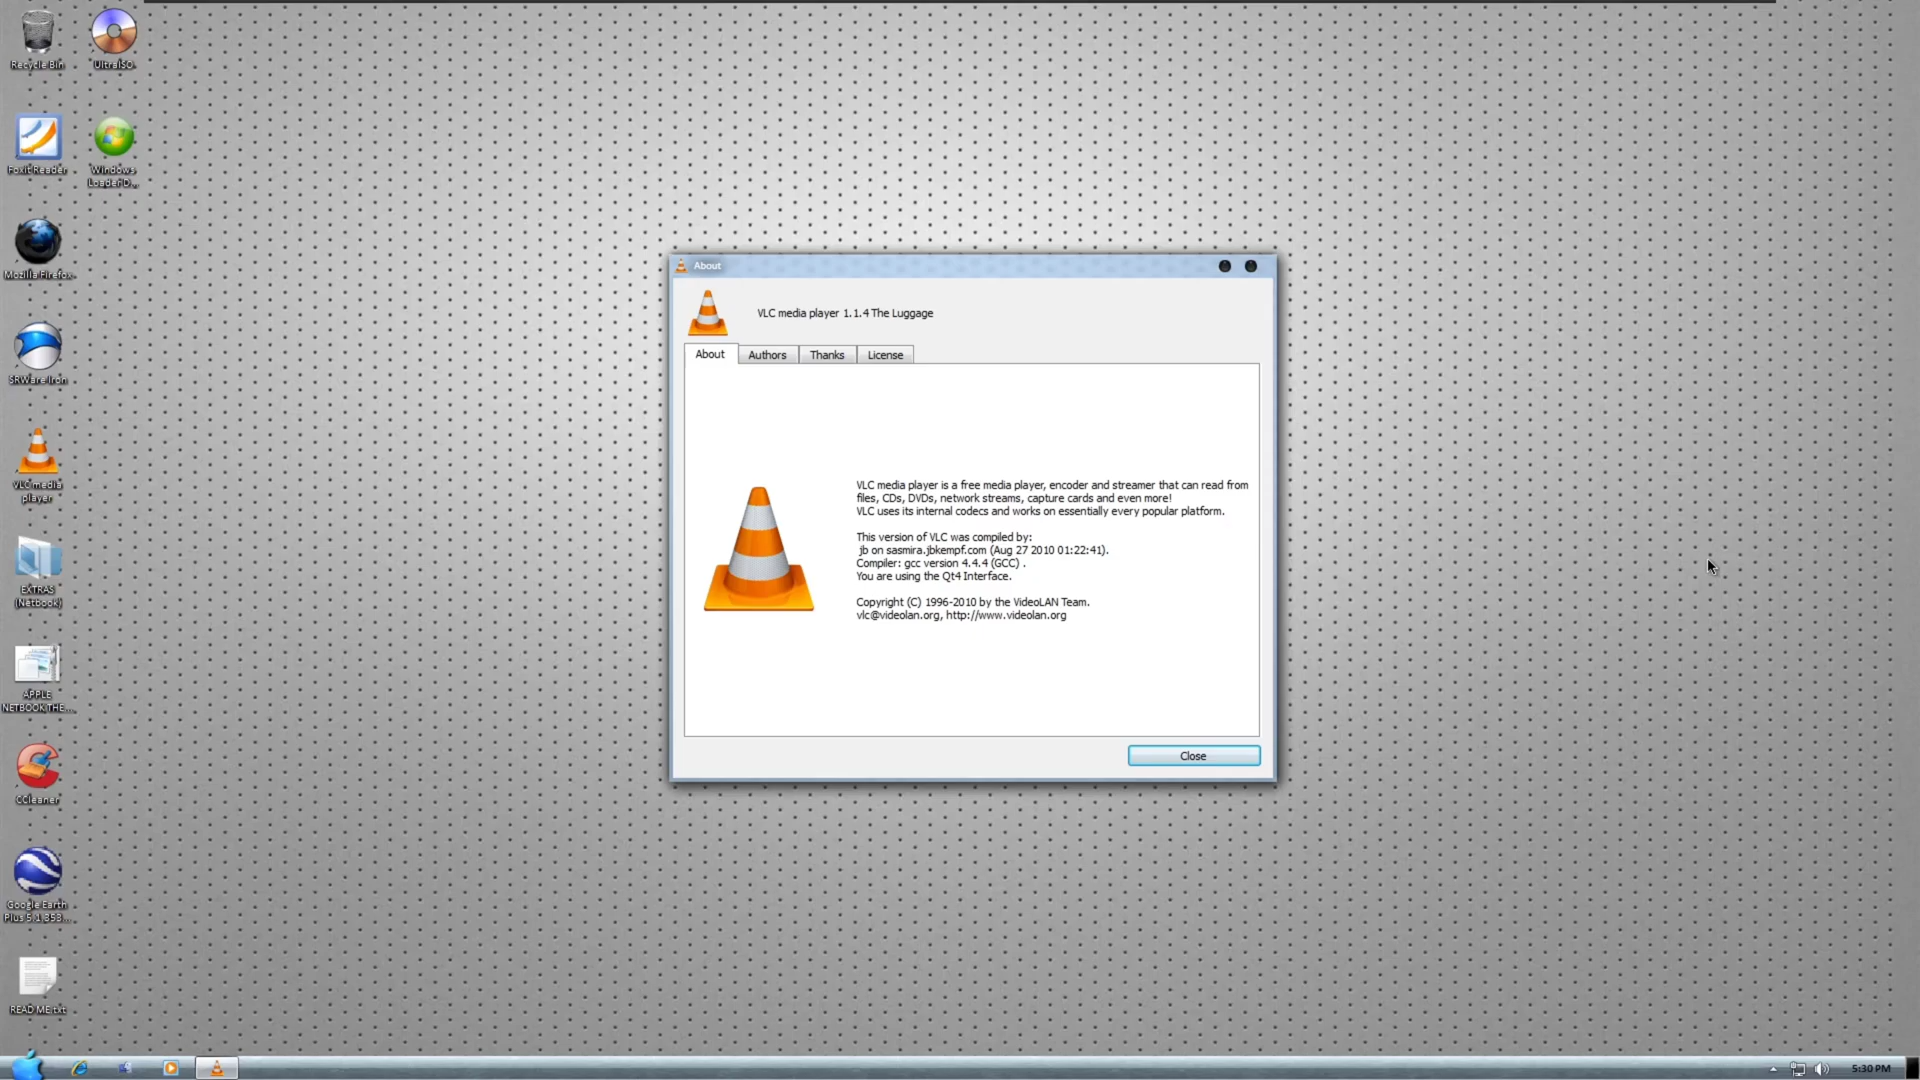 Recycle Bin
UltraISO
Foxit Reader
Windows
Loader D...
Mozilla Firefox
SRWare Iron
VLC media
player
EXTRAS
(Netbook)
APPLE
NETBOOK THE...
CCleaner
Google Earth
Plus 5.1.353...
READ ME.txt
About
VLC media player 1.1.4 The Luggage
About
Authors
Thanks
License
VLC media player is a free media player, encoder and streamer that can read from
files, CDs, DVDs, network streams, capture cards and even more!
VLC uses its internal codecs and works on essentially every popular platform.
This version of VLC was compiled by:
jb on sasmira.jbkempf.com (Aug 27 2010 01:22:41).
Compiler: gcc version 4.4.4 (GCC) .
You are using the Qt4 Interface.
Copyright (C) 1996-2010 by the VideoLAN Team.
vlc@videolan.org, http://www.videolan.org
Close
5:30 PM